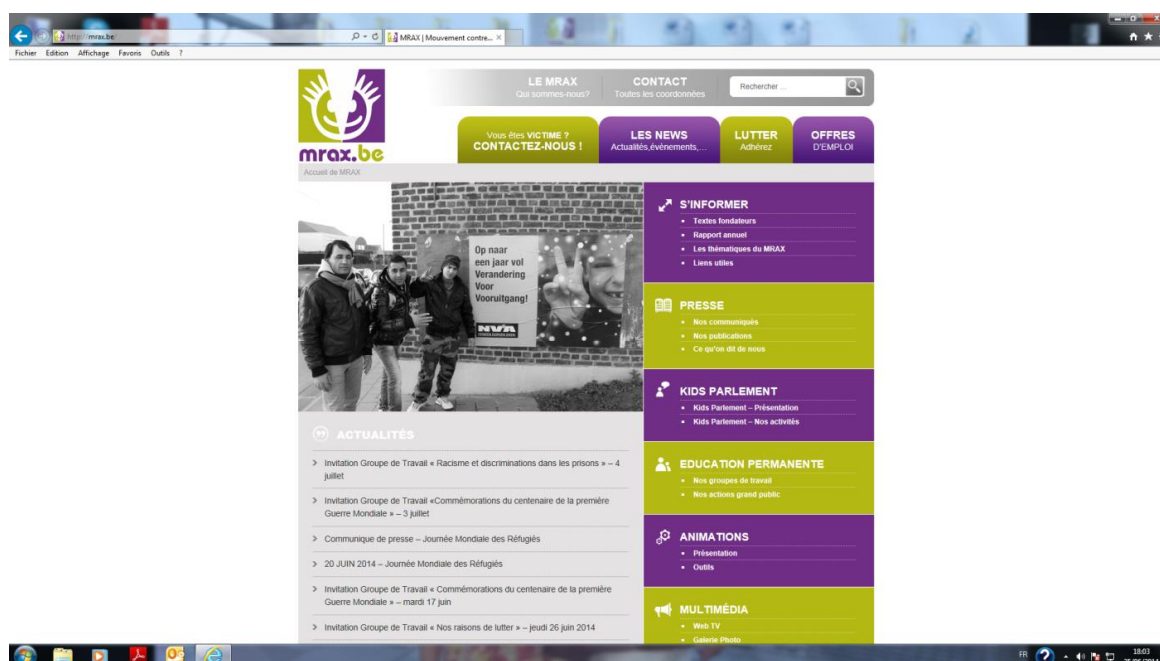 http://mrax.be/
MRAX | Mouvement contre...
Fichier Edition Affichage Favoris Outils ?
LE MRAX
Qui sommes-nous?
CONTACT
Toutes les coordonnées
Rechercher ...
mrax.be
Vous êtes VICTIME ?
CONTACTEZ-NOUS !
LES NEWS
Actualités,évènements,...
LUTTER
Adhérez
OFFRES
D'EMPLOI
Accueil de MRAX
Op naar
een jaar vol
Verandering
Voor
Vooruitgang!
N-VA
ACTUALITÉS
Invitation Groupe de Travail « Racisme et discriminations dans les prisons » – 4
juillet
Invitation Groupe de Travail «Commémorations du centenaire de la première
Guerre Mondiale » – 3 juillet
Communique de presse – Journée Mondiale des Réfugiés
20 JUIN 2014 – Journée Mondiale des Réfugiés
Invitation Groupe de Travail « Commémorations du centenaire de la première
Guerre Mondiale » – mardi 17 juin
Invitation Groupe de Travail « Nos raisons de lutter » – jeudi 26 juin 2014
S'INFORMER
Textes fondateurs
Rapport annuel
Les thématiques du MRAX
Liens utiles
PRESSE
Nos communiqués
Nos publications
Ce qu'on dit de nous
KIDS PARLEMENT
Kids Parlement – Présentation
Kids Parlement – Nos activités
EDUCATION PERMANENTE
Nos groupes de travail
Nos actions grand public
ANIMATIONS
Présentation
Outils
MULTIMÉDIA
Web TV
Galerie Photo
FR
18:03